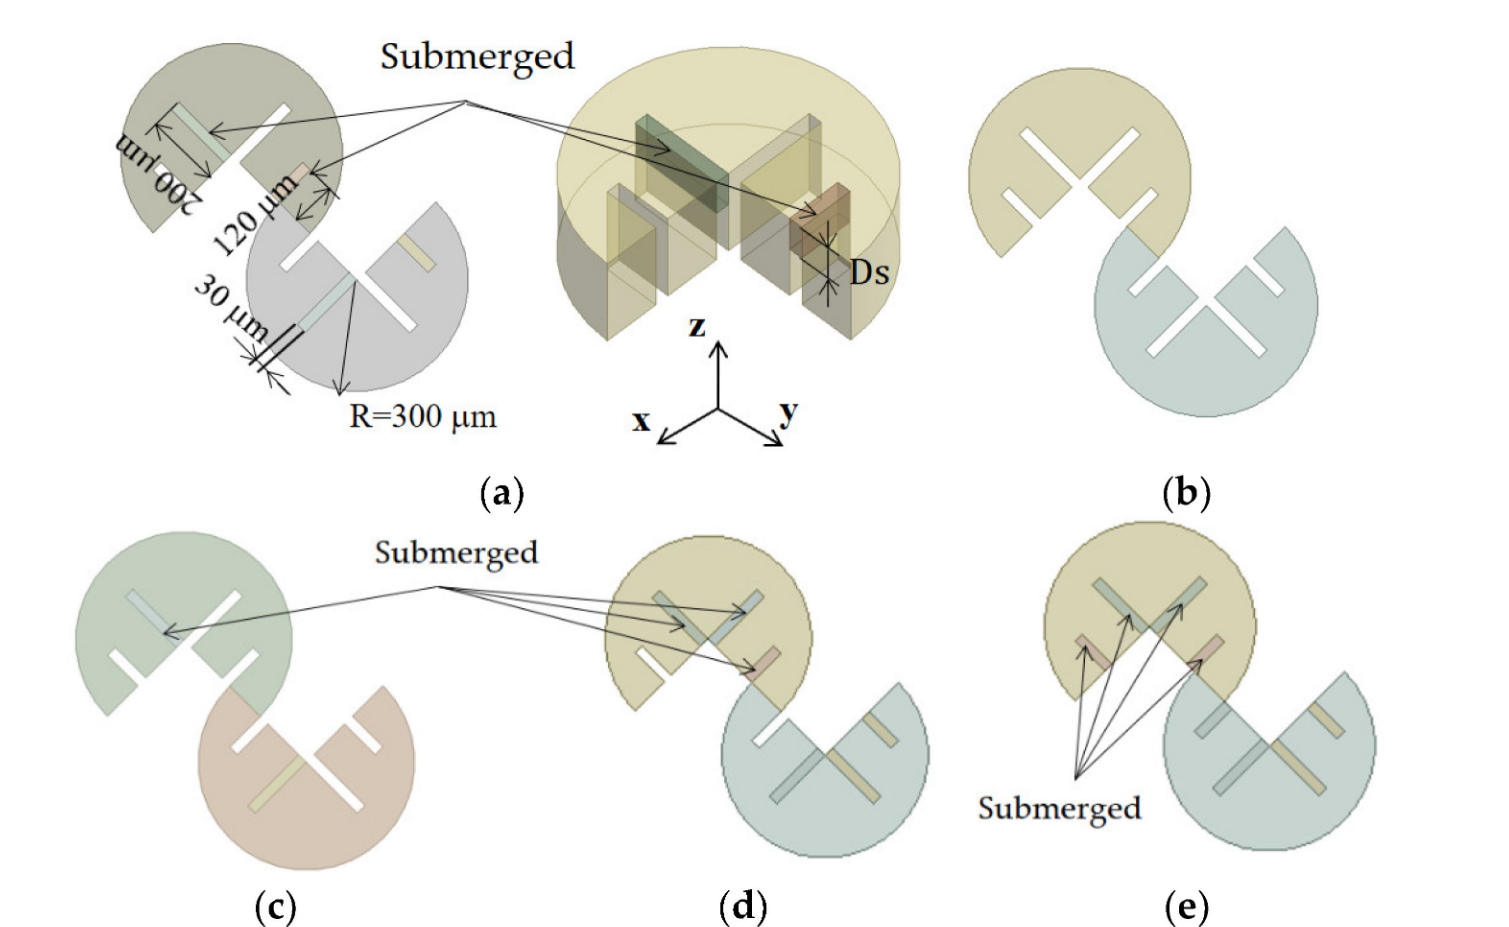 Submerged
200 μm
120 μm
30 μm
R=300 μm
Ds
z
x
y
(a)
(b)
Submerged
Submerged
(c)
(d)
(e)